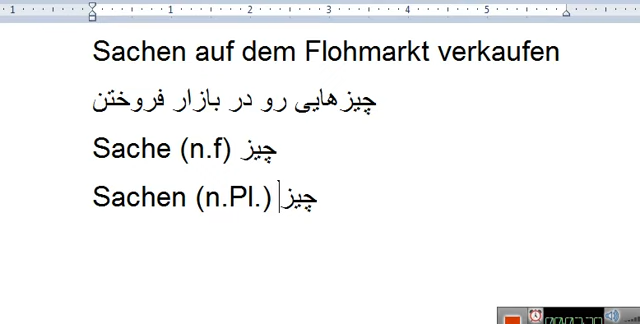 Sachen auf dem Flohmarkt verkaufen
چیزهایی رو در بازار فروختن
Sache (n.f) چیز
Sachen (n.Pl.) چیز